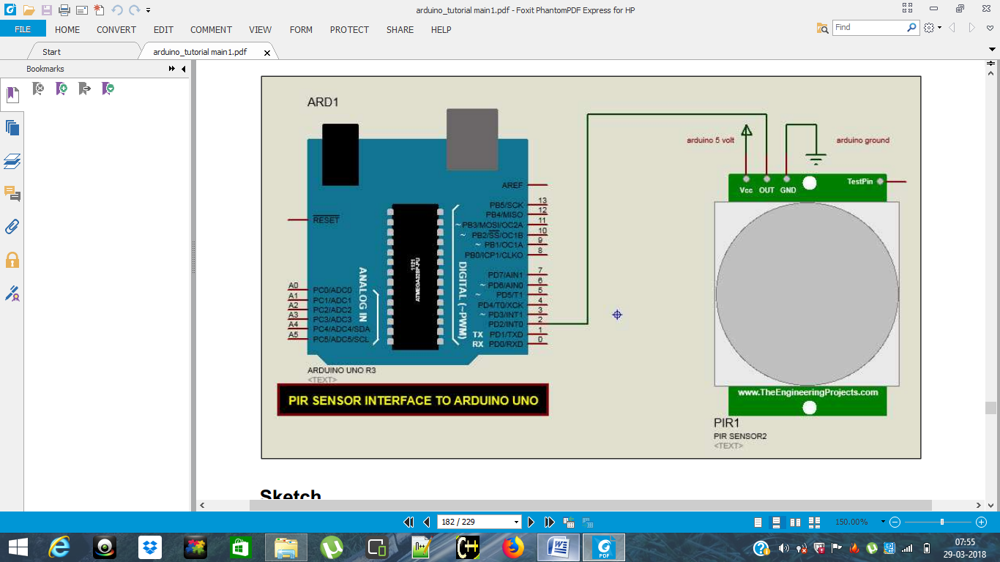 arduino_tutorial main1.pdf - Foxit PhantomPDF Express for HP
FILE HOME CONVERT EDIT COMMENT VIEW FORM PROTECT SHARE HELP
Find
Start
arduino_tutorial main1.pdf
Bookmarks
ARD1
AREF
RESET
PB5/SCK 13
PB4/MISO 12
~ PB3/MOSI/OC2A 11
~ PB2/SS/OC1B 10
~ PB1/OC1A 9
PB0/ICP1/CLKO 8
PD7/AIN1 7
~ PD6/AIN0 6
~ PD5/T1 5
PD4/T0/XCK 4
~ PD3/INT1 3
PD2/INT0 2
TX PD1/TXD 1
RX PD0/RXD 0
A0 PC0/ADC0
A1 PC1/ADC1
A2 PC2/ADC2
A3 PC3/ADC3
A4 PC4/ADC4/SDA
A5 PC5/ADC5/SCL
ANALOG IN
1121
ATMEGA328P-PU
DIGITAL (~PWM)
ARDUINO UNO R3
<TEXT>
PIR SENSOR INTERFACE TO ARDUINO UNO
arduino 5 volt
arduino ground
Vcc OUT GND
TestPin
www.TheEngineeringProjects.com
PIR1
PIR SENSOR2
<TEXT>
Sketch
182 / 229
150.00%
PDF
07:55
29-03-2018